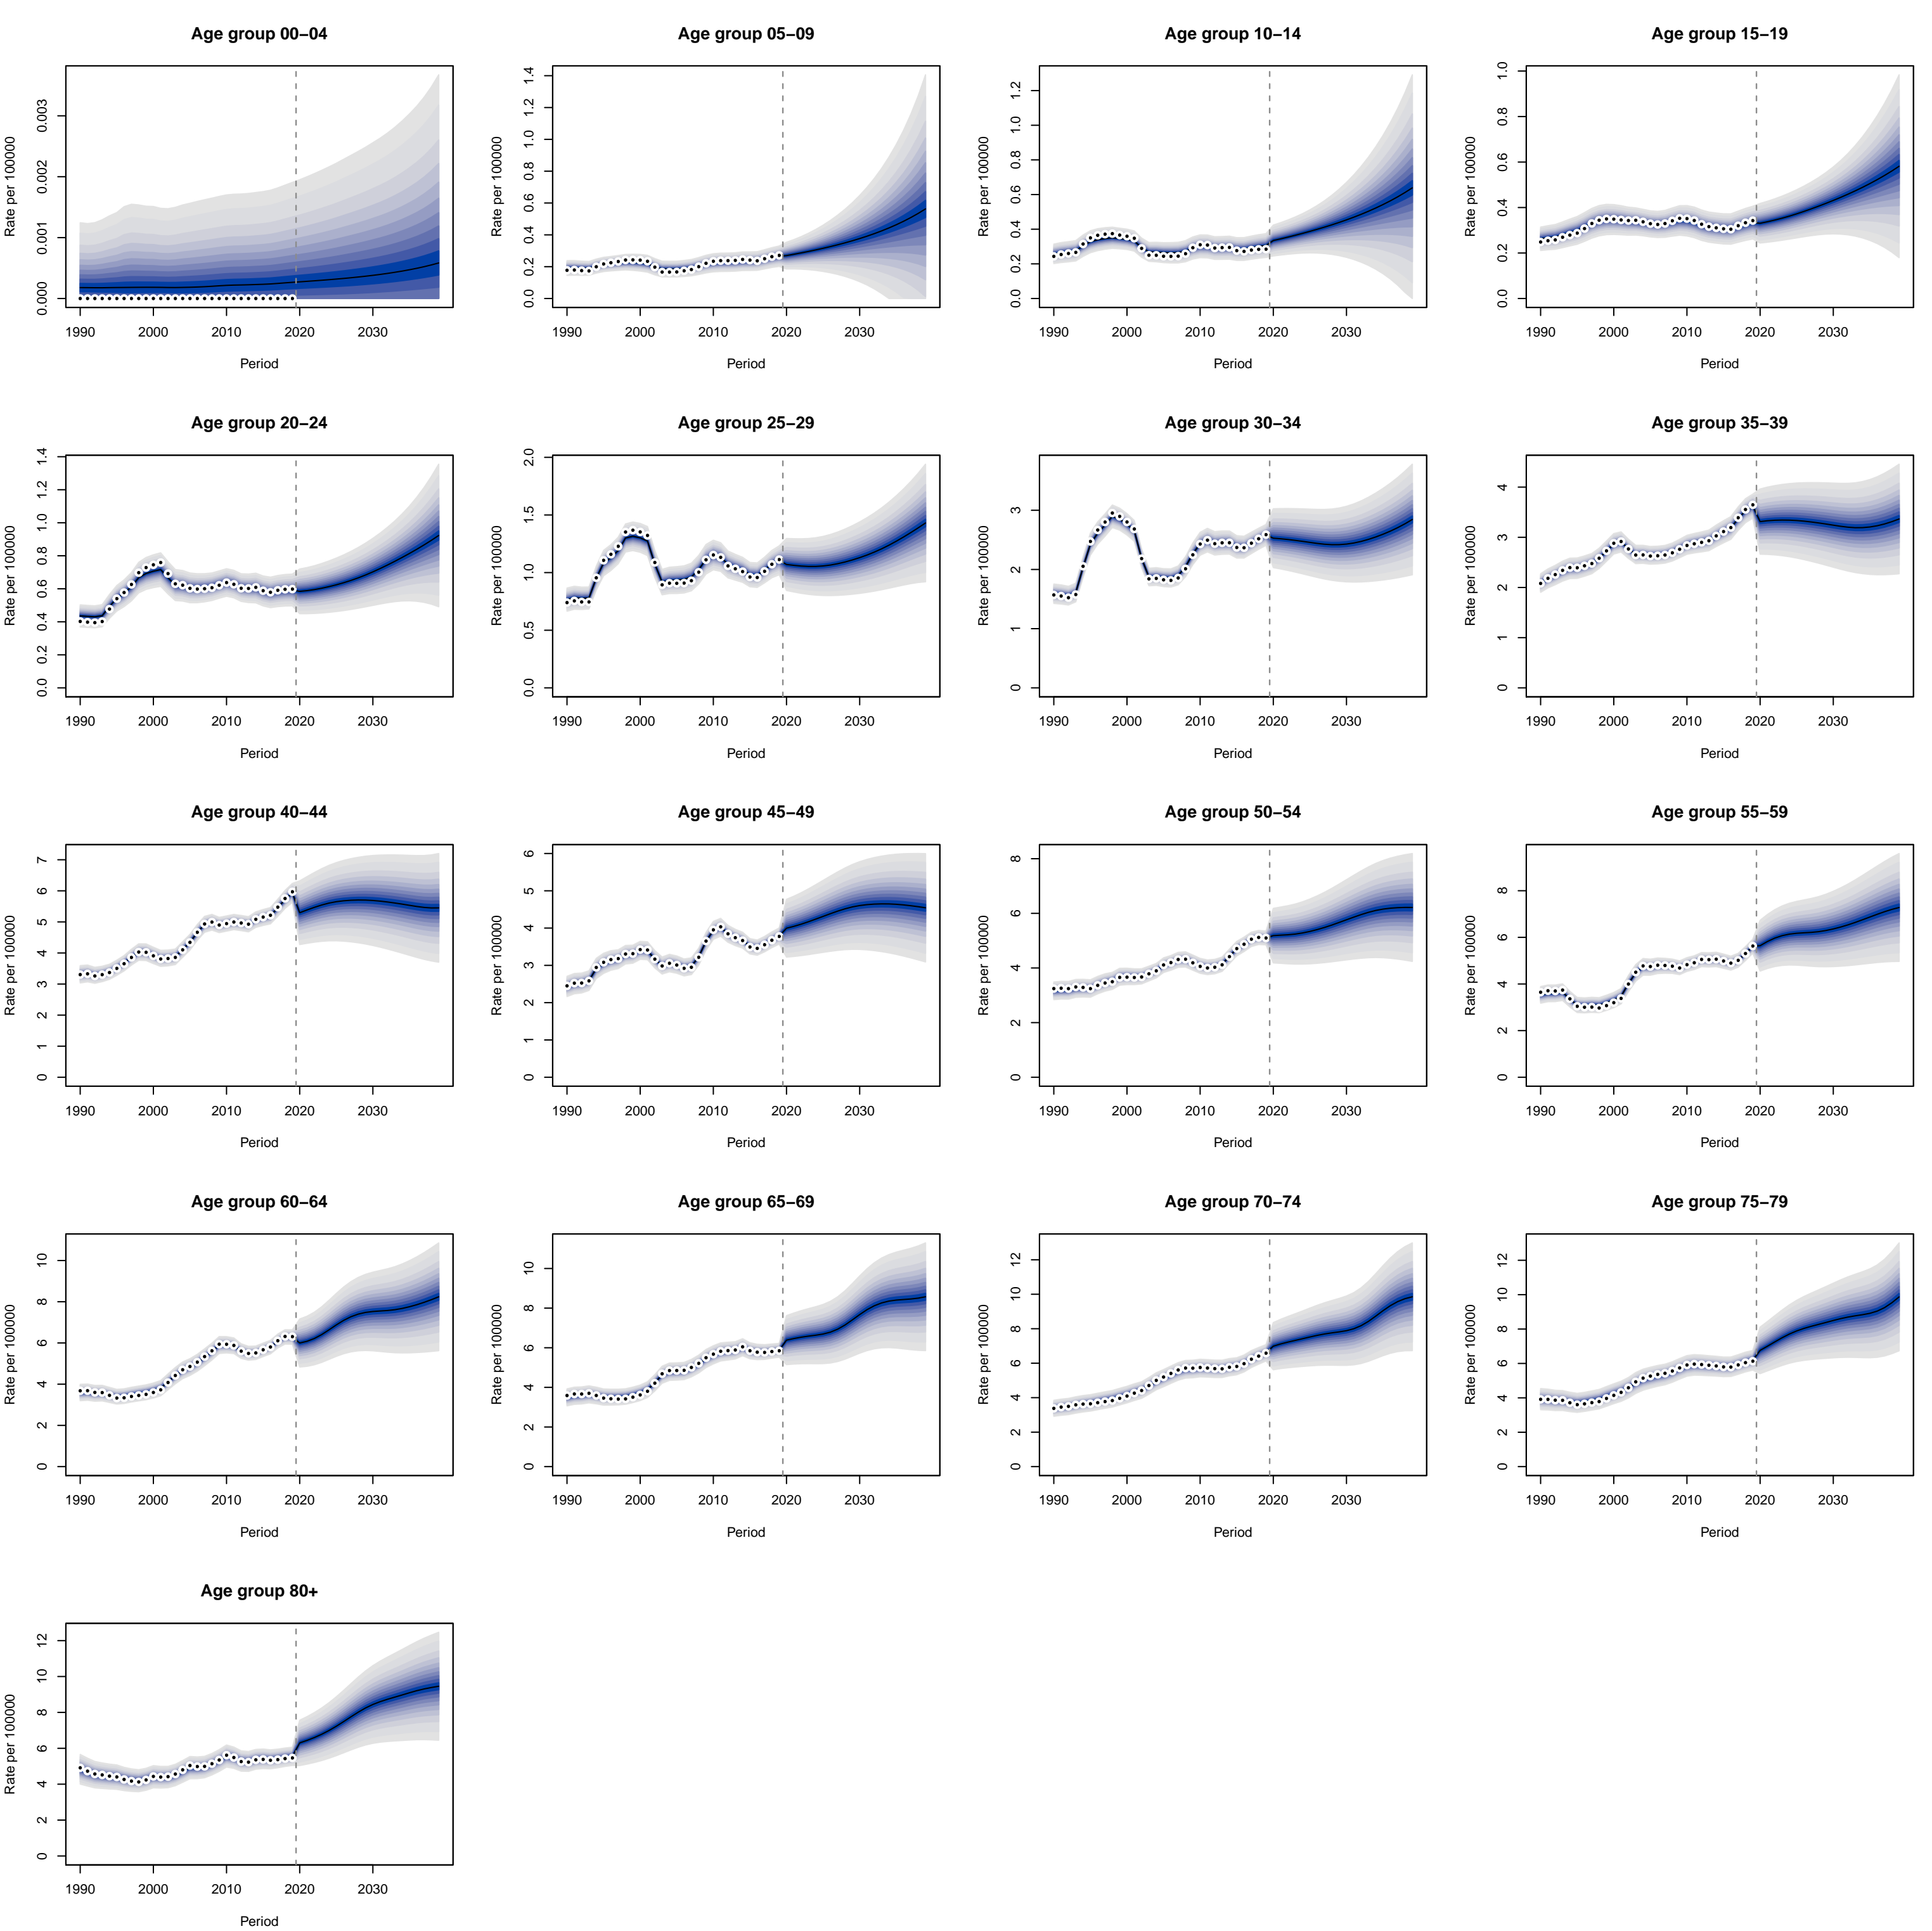 Age group 00−04
Rate per 100000
0.000 0.001 0.002 0.003
1990 2000 2010 2020 2030
Period
Age group 05−09
Rate per 100000
0.0 0.2 0.4 0.6 0.8 1.0 1.2 1.4
1990 2000 2010 2020 2030
Period
Age group 10−14
Rate per 100000
0.0 0.2 0.4 0.6 0.8 1.0 1.2
1990 2000 2010 2020 2030
Period
Age group 15−19
Rate per 100000
0.0 0.2 0.4 0.6 0.8 1.0
1990 2000 2010 2020 2030
Period
Age group 20−24
Rate per 100000
0.0 0.2 0.4 0.6 0.8 1.0 1.2 1.4
1990 2000 2010 2020 2030
Period
Age group 25−29
Rate per 100000
0.0 0.5 1.0 1.5 2.0
1990 2000 2010 2020 2030
Period
Age group 30−34
Rate per 100000
0 1 2 3
1990 2000 2010 2020 2030
Period
Age group 35−39
Rate per 100000
0 1 2 3 4
1990 2000 2010 2020 2030
Period
Age group 40−44
Rate per 100000
0 1 2 3 4 5 6 7
1990 2000 2010 2020 2030
Period
Age group 45−49
Rate per 100000
0 1 2 3 4 5 6
1990 2000 2010 2020 2030
Period
Age group 50−54
Rate per 100000
0 2 4 6 8
1990 2000 2010 2020 2030
Period
Age group 55−59
Rate per 100000
0 2 4 6 8
1990 2000 2010 2020 2030
Period
Age group 60−64
Rate per 100000
0 2 4 6 8 10
1990 2000 2010 2020 2030
Period
Age group 65−69
Rate per 100000
0 2 4 6 8 10
1990 2000 2010 2020 2030
Period
Age group 70−74
Rate per 100000
0 2 4 6 8 10 12
1990 2000 2010 2020 2030
Period
Age group 75−79
Rate per 100000
0 2 4 6 8 10 12
1990 2000 2010 2020 2030
Period
Age group 80+
Rate per 100000
0 2 4 6 8 10 12
1990 2000 2010 2020 2030
Period